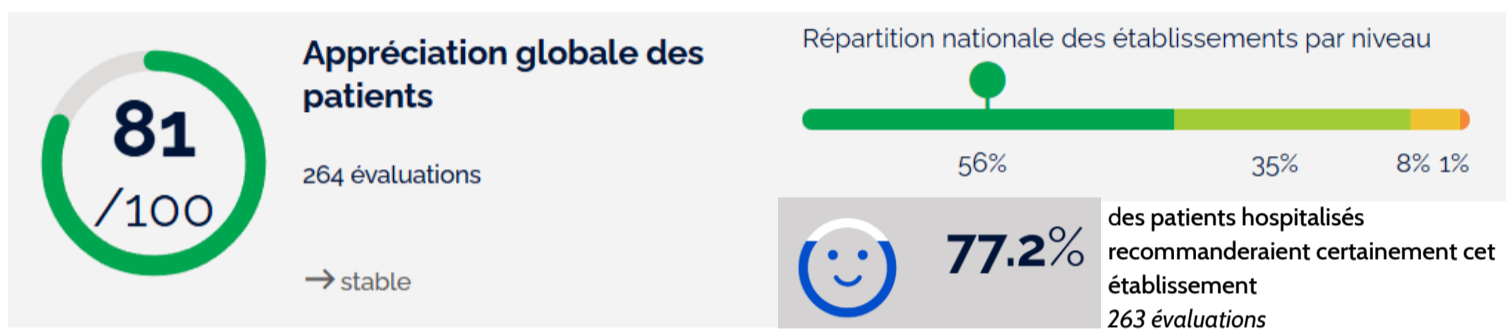 81
/100
Appréciation globale des
patients
264 évaluations
→ stable
Répartition nationale des établissements par niveau
56%
35%
8%
1%
77.2%
des patients hospitalisés
recommanderaient certainement cet
établissement
263 évaluations